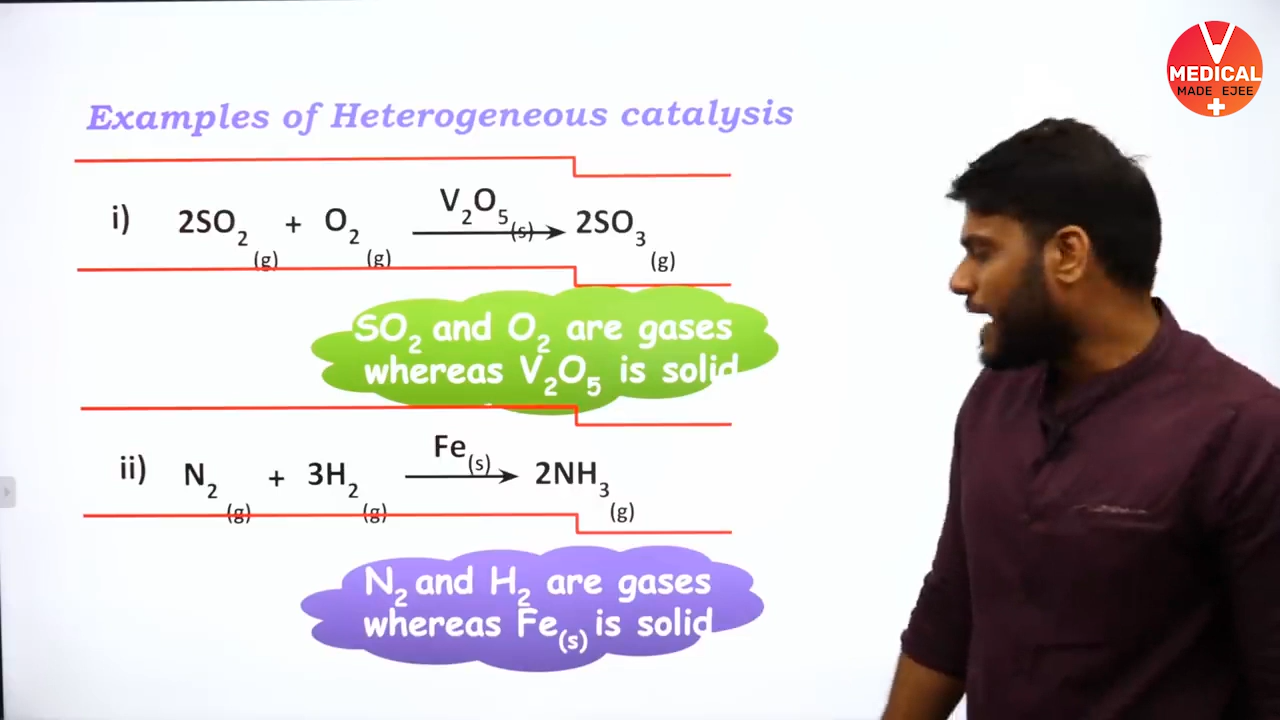 MEDICAL
MADE EJEE
Examples of Heterogeneous catalysis
i) 2SO2 (g) + O2 (g) V2O5(s) 2SO3 (g)
SO2 and O2 are gases
whereas V2O5 is solid
ii) N2 (g) + 3H2 (g) Fe(s) 2NH3 (g)
N2 and H2 are gases
whereas Fe(s) is solid